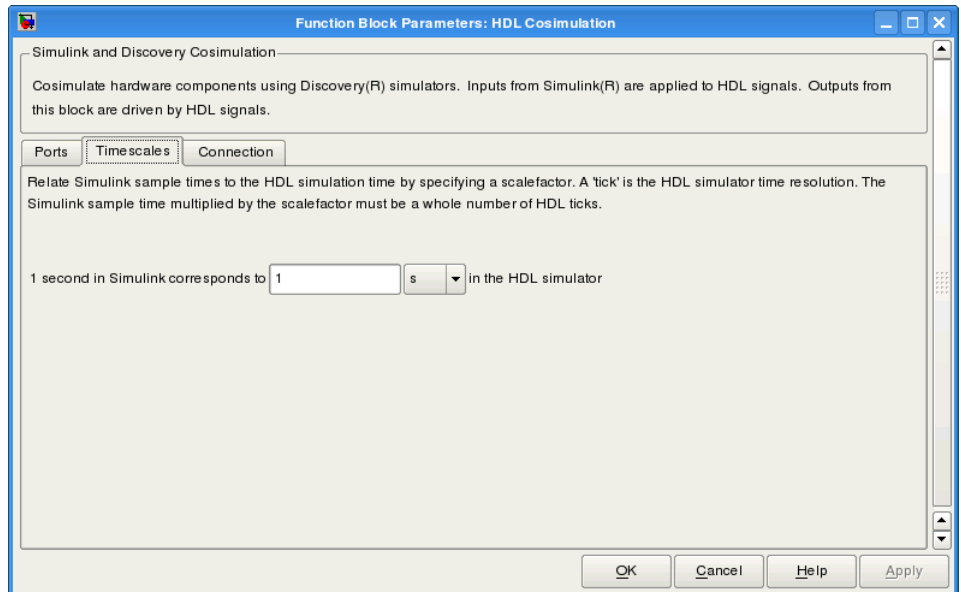 Function Block Parameters: HDL Cosimulation
Simulink and Discovery Cosimulation
Cosimulate hardware components using Discovery(R) simulators. Inputs from Simulink(R) are applied to HDL signals. Outputs from
this block are driven by HDL signals.
Ports Timescales Connection
Relate Simulink sample times to the HDL simulation time by specifying a scalefactor. A 'tick' is the HDL simulator time resolution. The
Simulink sample time multiplied by the scalefactor must be a whole number of HDL ticks.
1 second in Simulink corresponds to 1 s in the HDL simulator
OK Cancel Help Apply